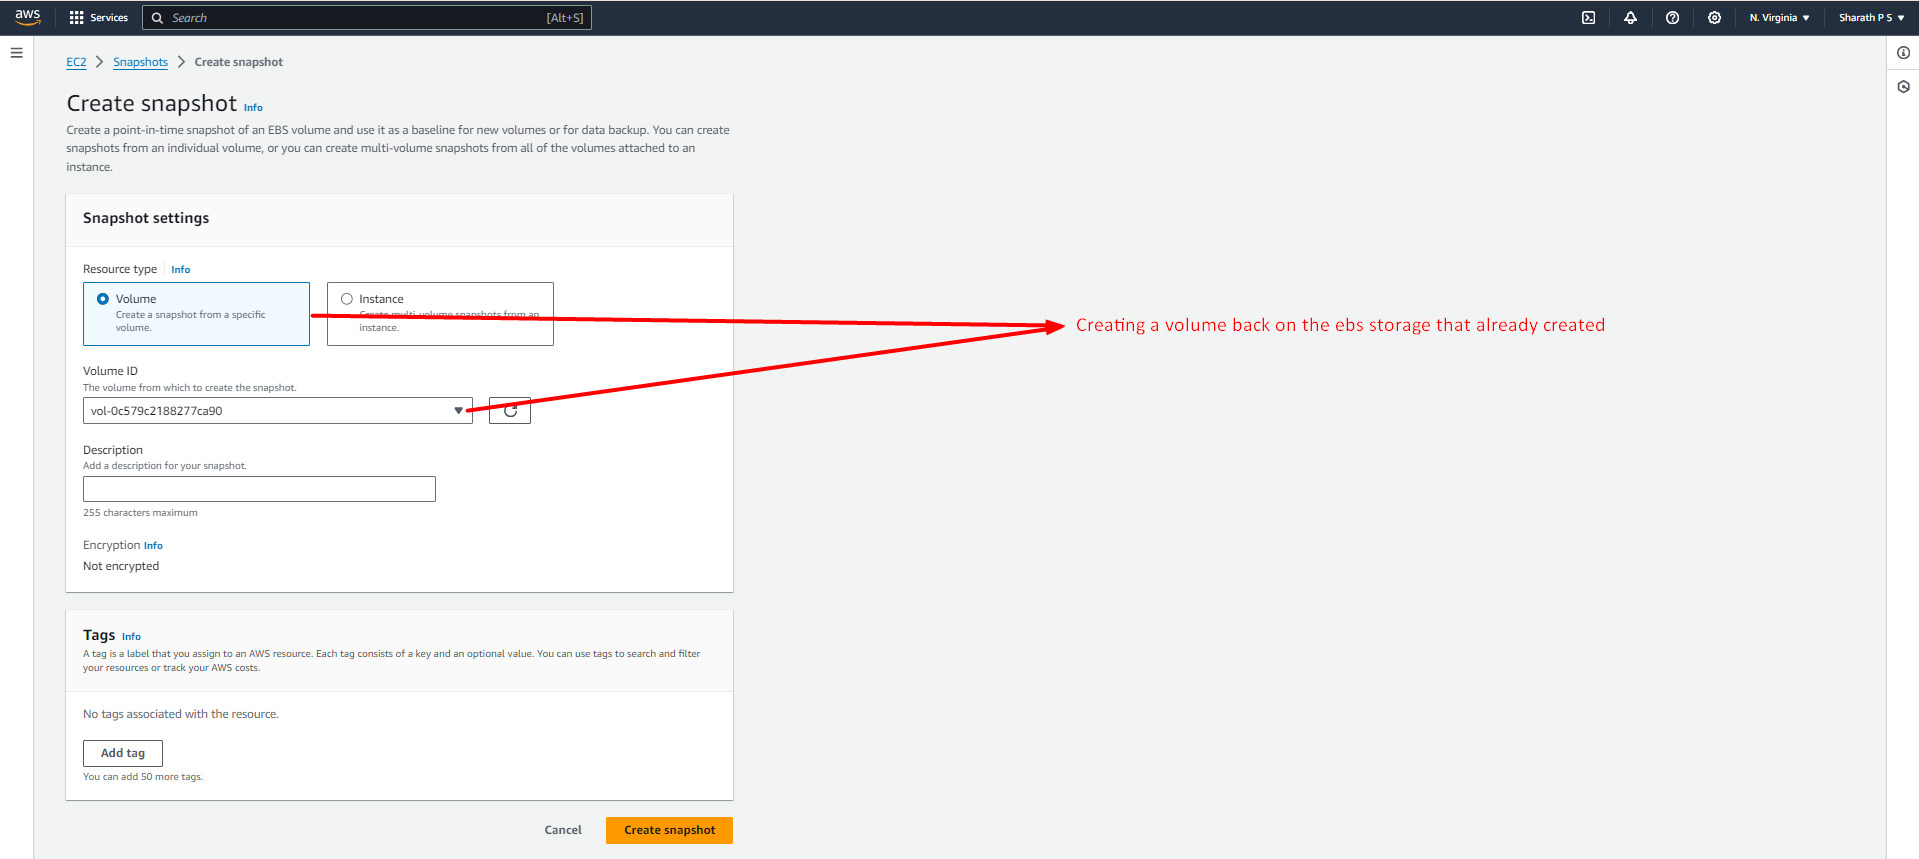 aws Services Search [Alt+S] N. Virginia Sharath P S
EC2 Snapshots Create snapshot
Create snapshot Info
Create a point-in-time snapshot of an EBS volume and use it as a baseline for new volumes or for data backup. You can create
snapshots from an individual volume, or you can create multi-volume snapshots from all of the volumes attached to an
instance.
Snapshot settings
Resource type Info
Volume
Create a snapshot from a specific
volume.
Instance
Create multi-volume snapshots from an
instance.
Creating a volume back on the ebs storage that already created
Volume ID
The volume from which to create the snapshot.
vol-0c579c2188277ca90
Description
Add a description for your snapshot.
255 characters maximum
Encryption Info
Not encrypted
Tags Info
A tag is a label that you assign to an AWS resource. Each tag consists of a key and an optional value. You can use tags to search and filter
your resources or track your AWS costs.
No tags associated with the resource.
Add tag
You can add 50 more tags.
Cancel Create snapshot